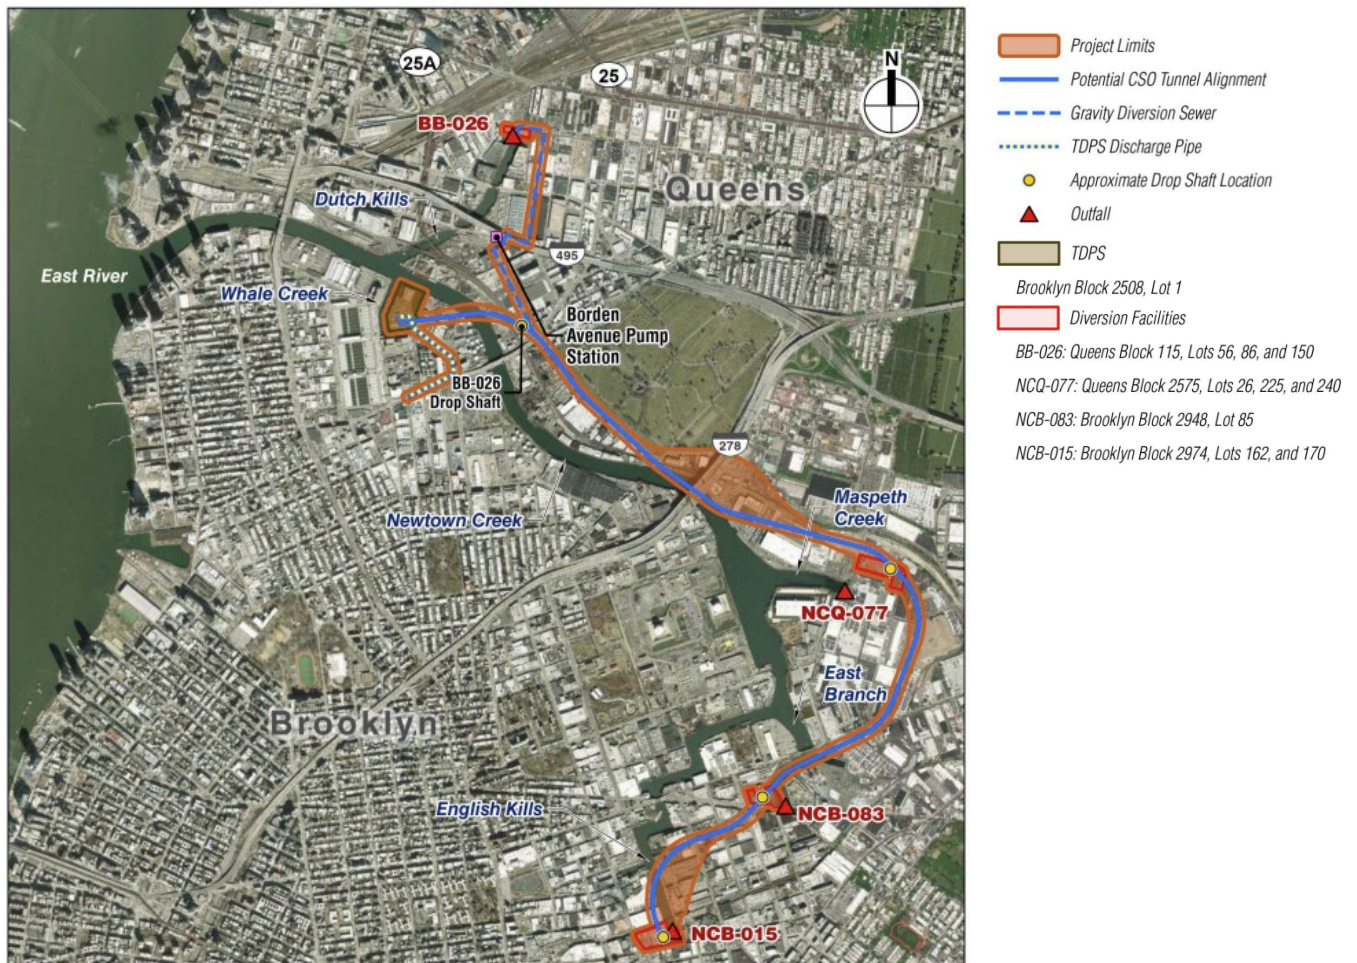 25A
25
N
BB-026
Queens
Dutch Kills
495
East River
Whale Creek
Borden
Avenue Pump
Station
BB-026
Drop Shaft
278
Maspeth
Creek
Newtown Creek
NCQ-077
East
Branch
Brooklyn
English Kills
NCB-083
NCB-015
Project Limits
Potential CSO Tunnel Alignment
Gravity Diversion Sewer
TDPS Discharge Pipe
Approximate Drop Shaft Location
Outfall
TDPS
Brooklyn Block 2508, Lot 1
Diversion Facilities
BB-026: Queens Block 115, Lots 56, 86, and 150
NCQ-077: Queens Block 2575, Lots 26, 225, and 240
NCB-083: Brooklyn Block 2948, Lot 85
NCB-015: Brooklyn Block 2974, Lots 162, and 170